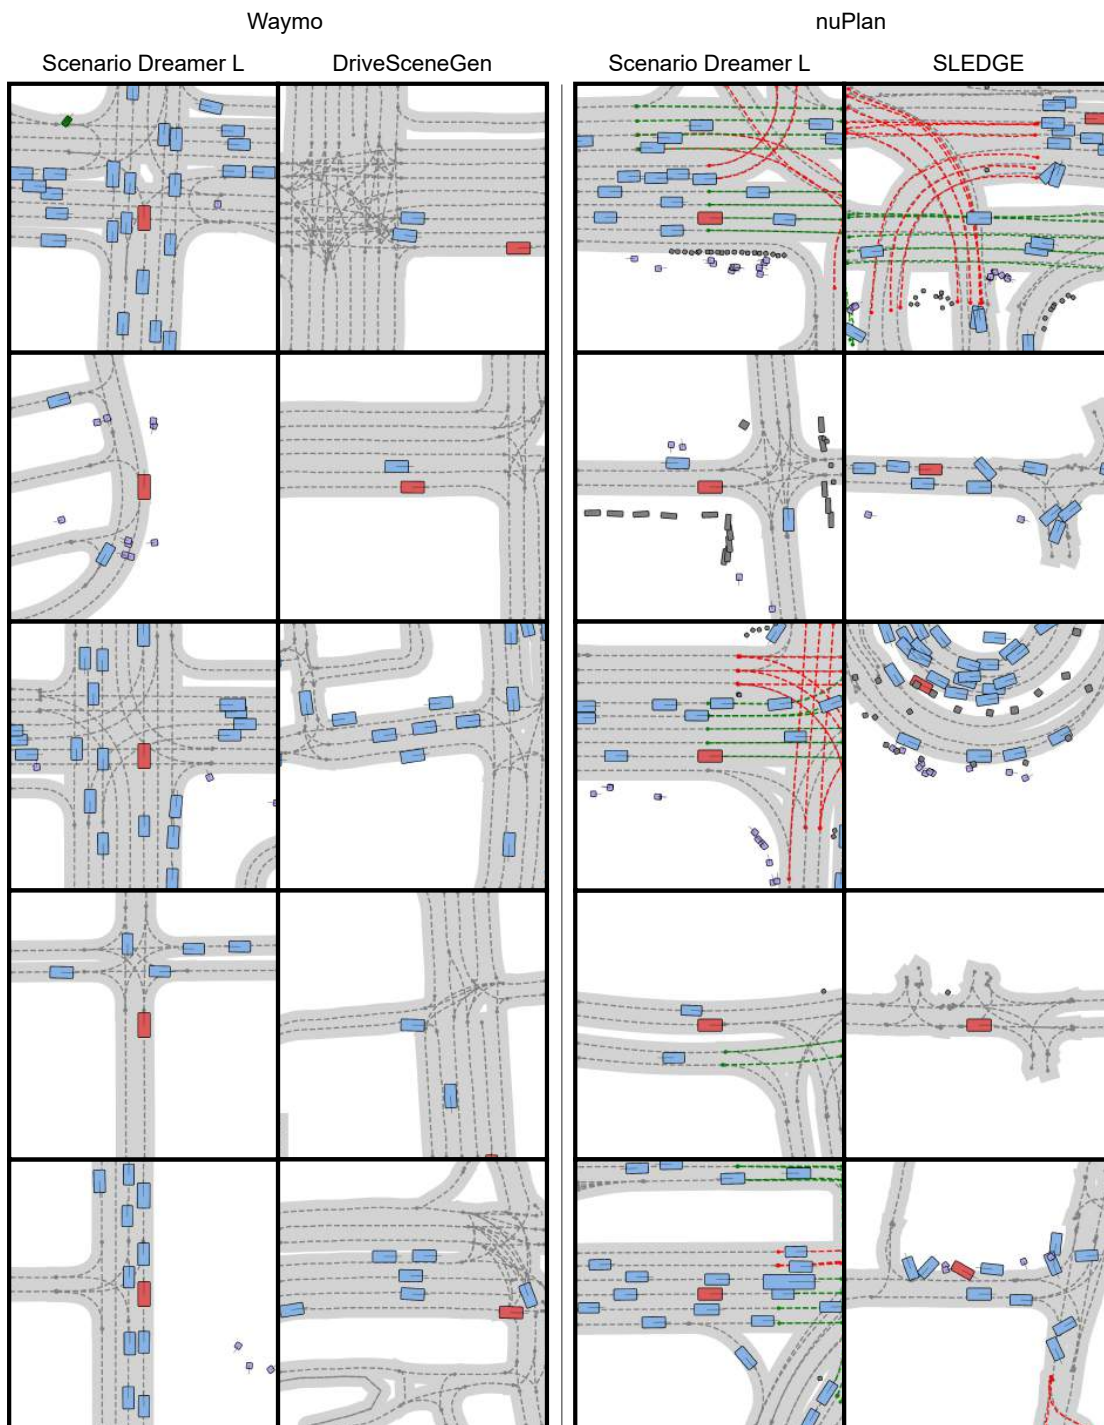 Waymo
nuPlan
Scenario Dreamer L
DriveSceneGen
Scenario Dreamer L
SLEDGE